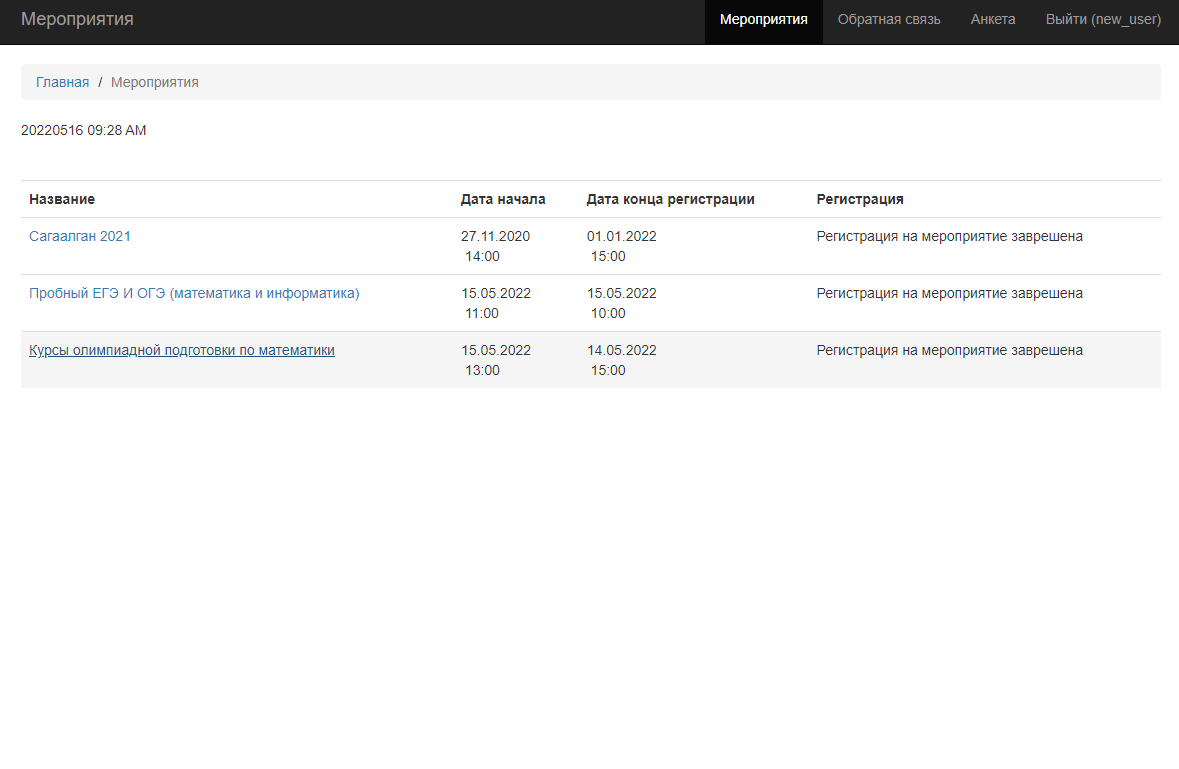 Мероприятия Мероприятия Обратная связь Анкета Выйти (new_user)
Главная / Мероприятия
20220516 09:28 AM
Название Дата начала Дата конца регистрации Регистрация
Сагаалган 2021 27.11.2020 01.01.2022 Регистрация на мероприятие заврешена
14:00 15:00
Пробный ЕГЭ И ОГЭ (математика и информатика) 15.05.2022 15.05.2022 Регистрация на мероприятие заврешена
11:00 10:00
Курсы олимпиадной подготовки по математики 15.05.2022 14.05.2022 Регистрация на мероприятие заврешена
13:00 15:00